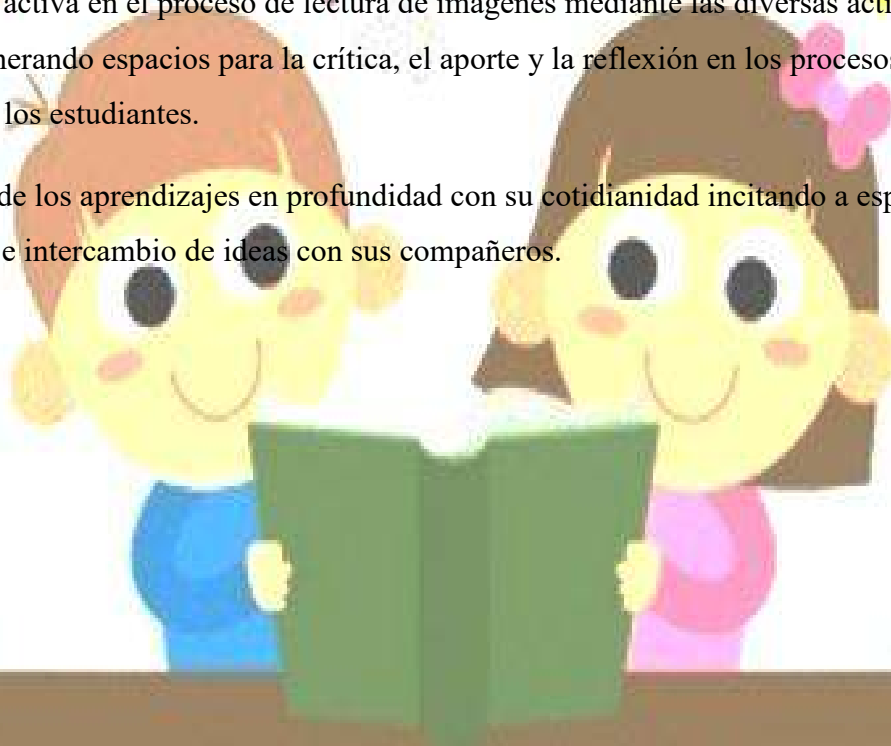 activa en el proceso de lectura de imágenes mediante las diversas acti
nerando espacios para la crítica, el aporte y la reflexión en los procesos
los estudiantes.
de los aprendizajes en profundidad con su cotidianidad incitando a esp
e intercambio de ideas con sus compañeros.